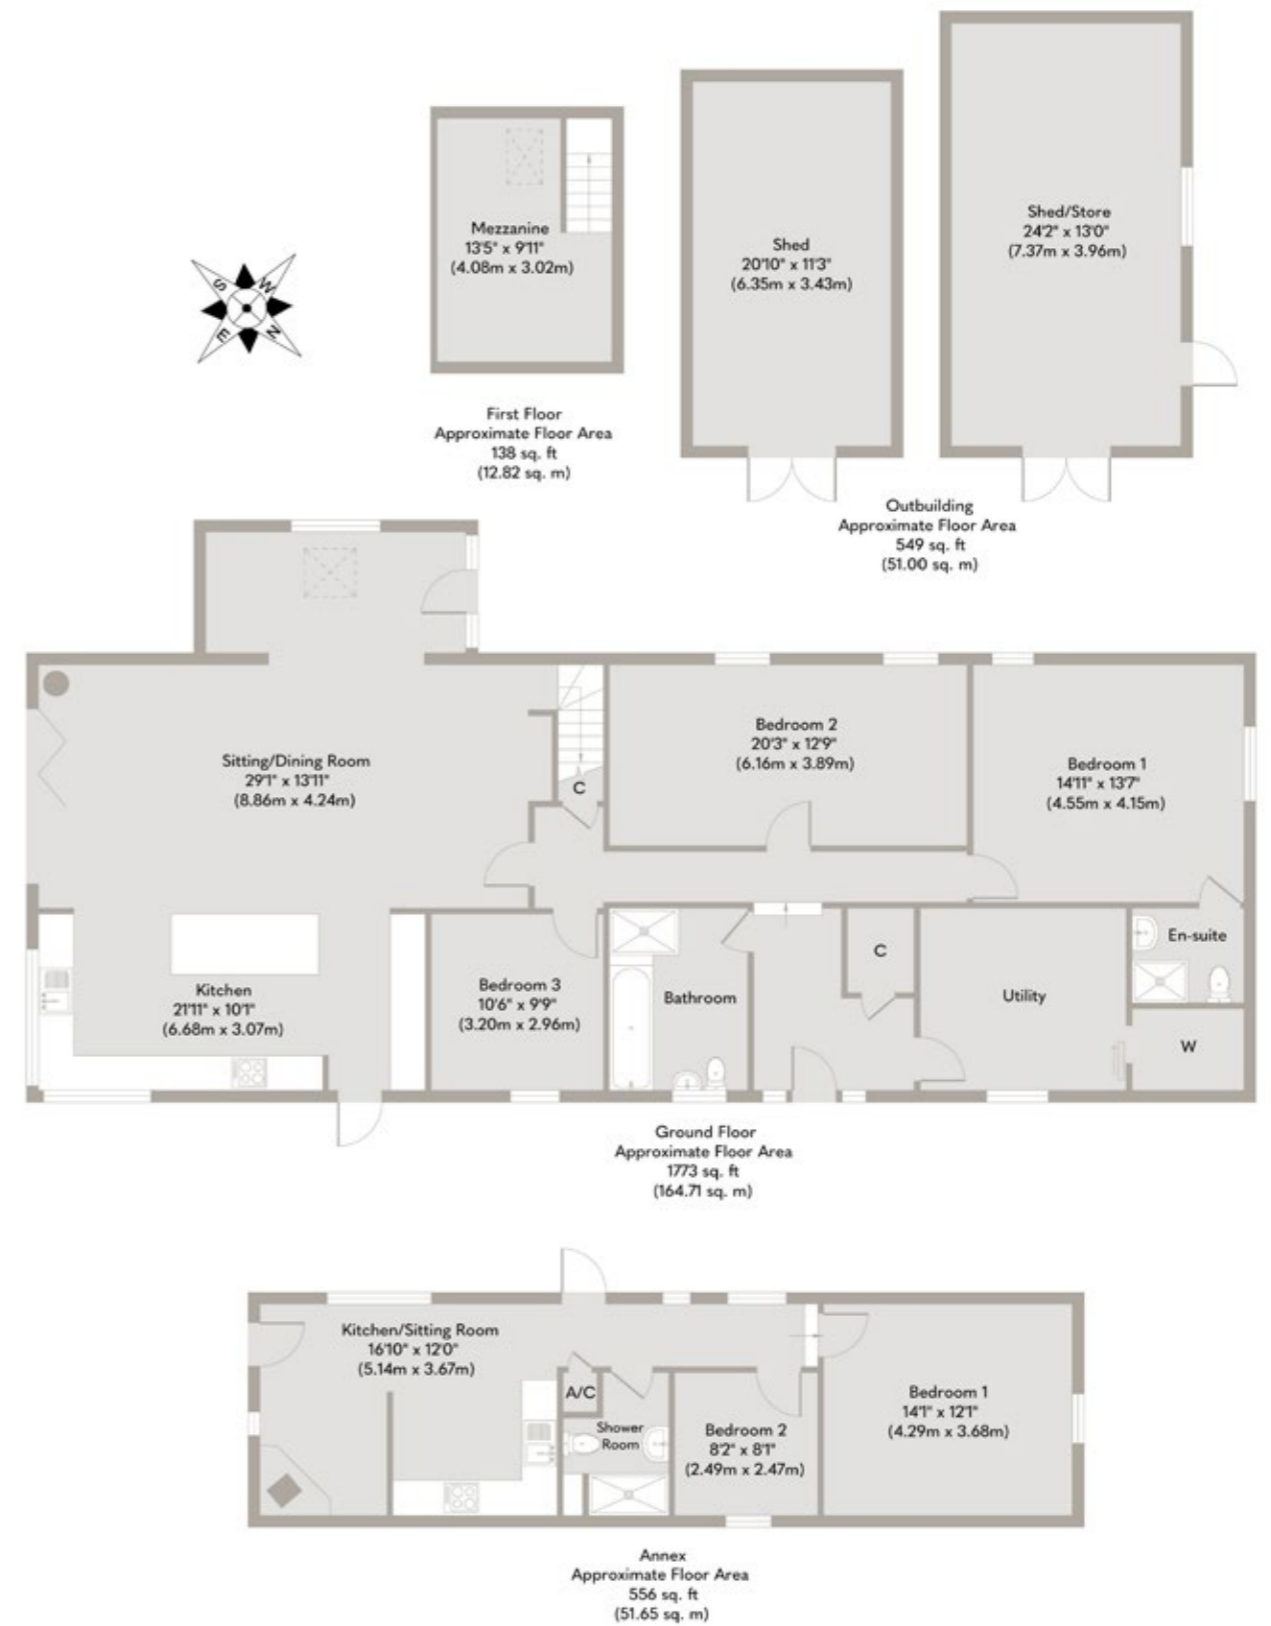 Mezzanine
13'5" x 9'11"
(4.08m x 3.02m)
First Floor
Approximate Floor Area
138 sq. ft
(12.82 sq. m)
Shed
20'10" x 11'3"
(6.35m x 3.43m)
Shed/Store
24'2" x 13'0"
(7.37m x 3.96m)
Outbuilding
Approximate Floor Area
549 sq. ft
(51.00 sq. m)
S
W
E
N
Sitting/Dining Room
29'1" x 13'11"
(8.86m x 4.24m)
C
Bedroom 2
20'3" x 12'9"
(6.16m x 3.89m)
Bedroom 1
14'11" x 13'7"
(4.55m x 4.15m)
Kitchen
21'11" x 10'1"
(6.68m x 3.07m)
Bedroom 3
10'6" x 9'9"
(3.20m x 2.96m)
Bathroom
C
Utility
En-suite
W
Ground Floor
Approximate Floor Area
1773 sq. ft
(164.71 sq. m)
Kitchen/Sitting Room
16'10" x 12'0"
(5.14m x 3.67m)
A/C
Shower
Room
Bedroom 2
8'2" x 8'1"
(2.49m x 2.47m)
Bedroom 1
14'1" x 12'1"
(4.29m x 3.68m)
Annex
Approximate Floor Area
556 sq. ft
(51.65 sq. m)